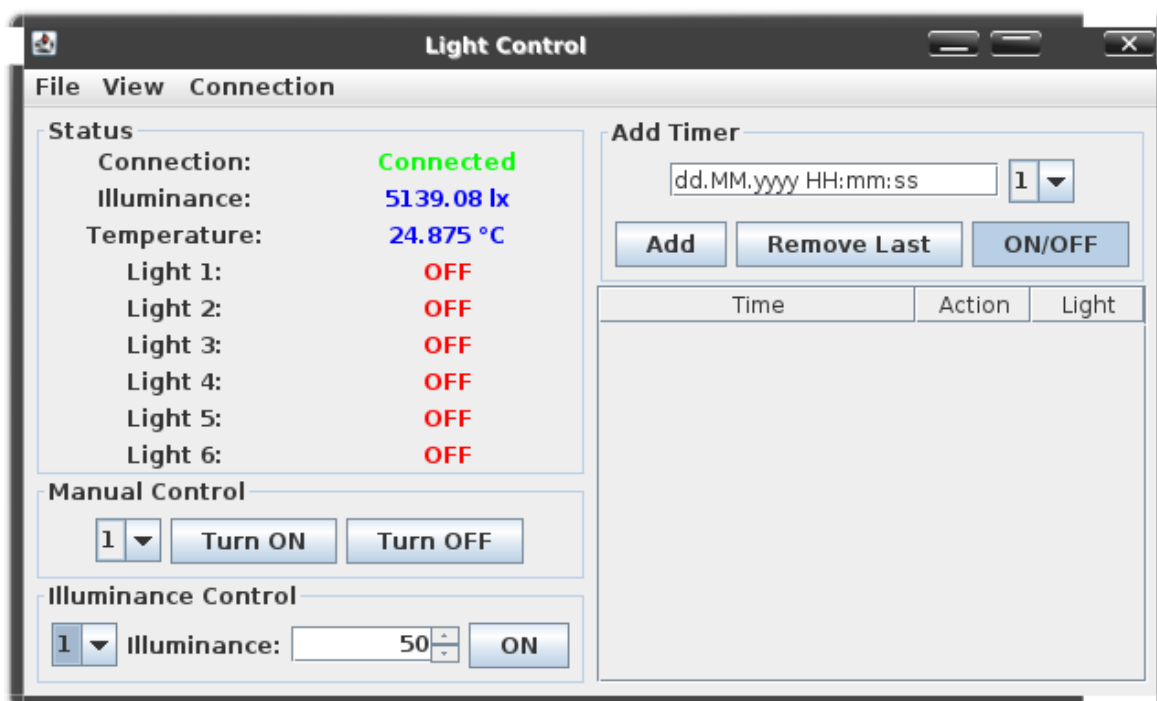 Light Control
File View Connection
Status
Connection: Connected
Illuminance: 5139.08 lx
Temperature: 24.875 °C
Light 1: OFF
Light 2: OFF
Light 3: OFF
Light 4: OFF
Light 5: OFF
Light 6: OFF
Manual Control
1 Turn ON Turn OFF
Illuminance Control
1 Illuminance: 50 ON
Add Timer
dd.MM.yyyy HH:mm:ss 1
Add Remove Last ON/OFF
Time Action Light